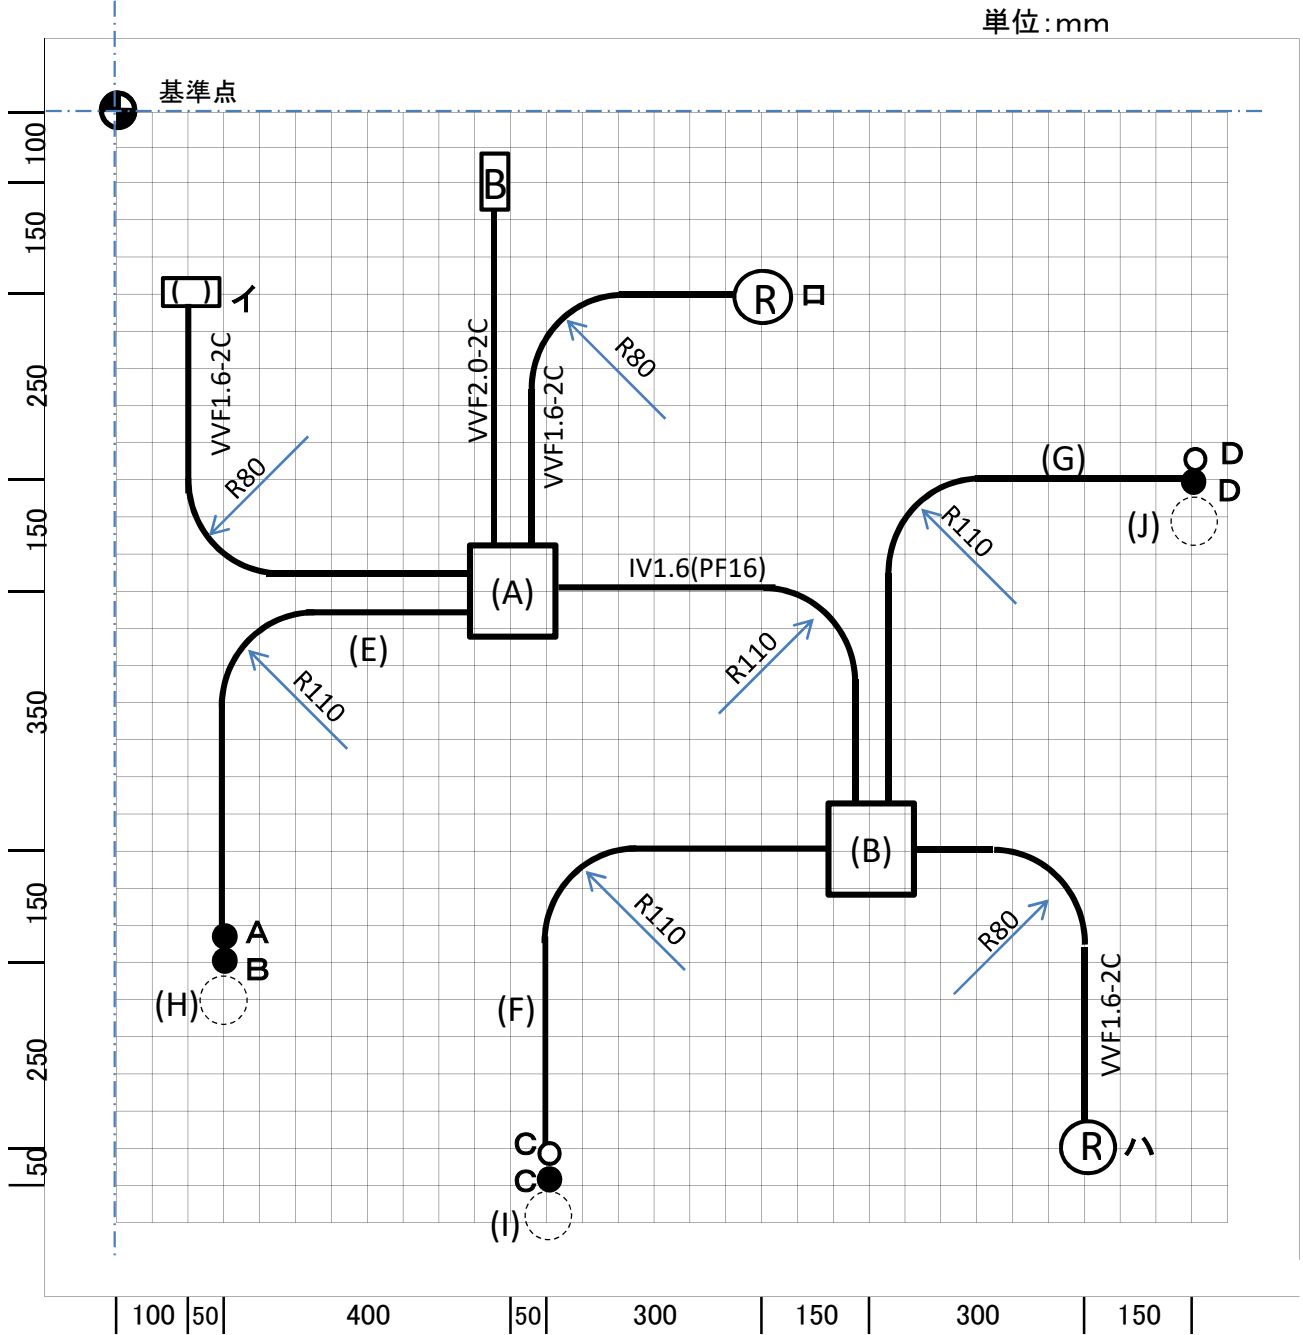 単位：mm
基準点
100
B
150
( )
イ
R
ロ
VVF1.6-2C
VVF2.0-2C
R80
VVF1.6-2C
250
R80
(G)
D
D
(J)
R110
150
(A)
IV1.6(PF16)
(E)
R110
R110
350
(B)
150
R110
R80
A
B
(H)
(F)
VVF1.6-2C
250
C
C
R
ハ
50
(I)
100
50
400
50
300
150
300
150